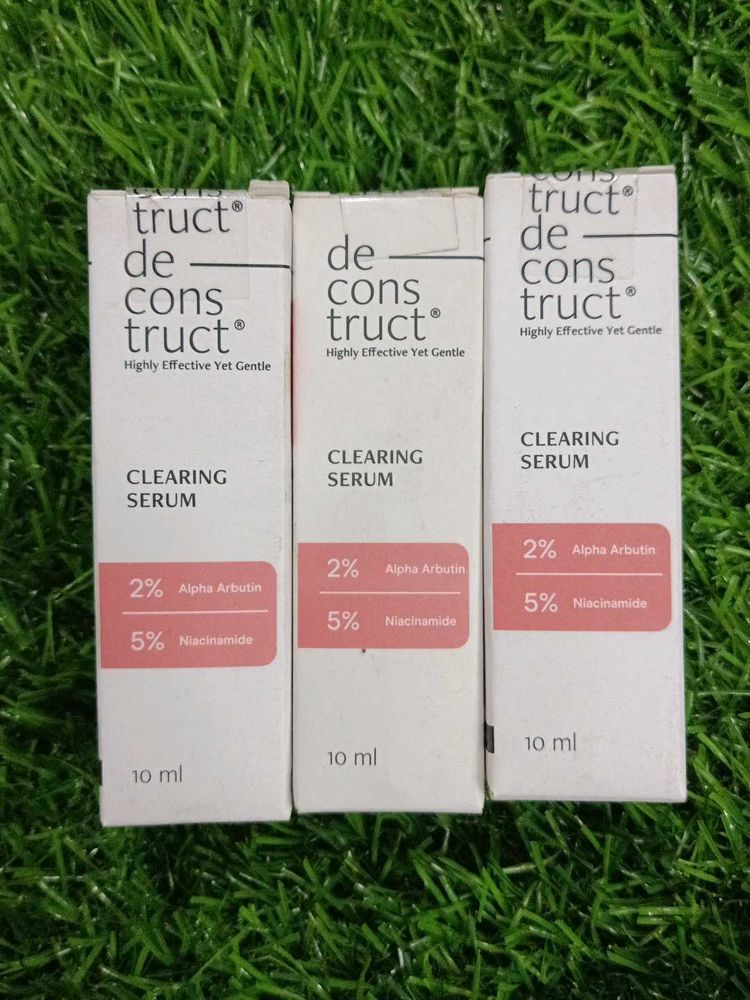 cons
truct®
de
cons
truct®
Highly Effective Yet Gentle
CLEARING
SERUM
2% Alpha Arbutin
5% Niacinamide
10 ml
de
cons
truct®
Highly Effective Yet Gentle
CLEARING
SERUM
2% Alpha Arbutin
5% Niacinamide
10 ml
cons
truct®
de
cons
truct®
Highly Effective Yet Gentle
CLEARING
SERUM
2% Alpha Arbutin
5% Niacinamide
10 ml